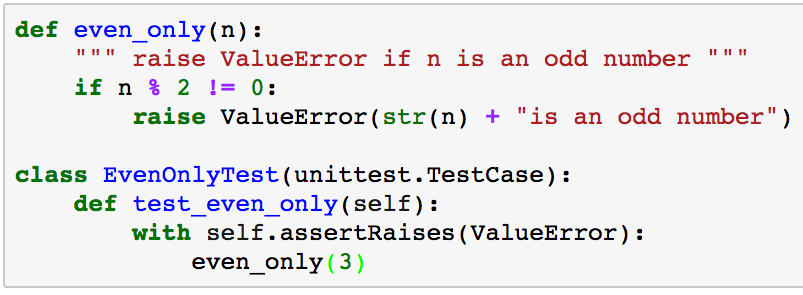 def even_only(n):
    """ raise ValueError if n is an odd number """
    if n % 2 != 0:
        raise ValueError(str(n) + "is an odd number")
class EvenOnlyTest(unittest.TestCase):
    def test_even_only(self):
        with self.assertRaises(ValueError):
            even_only(3)